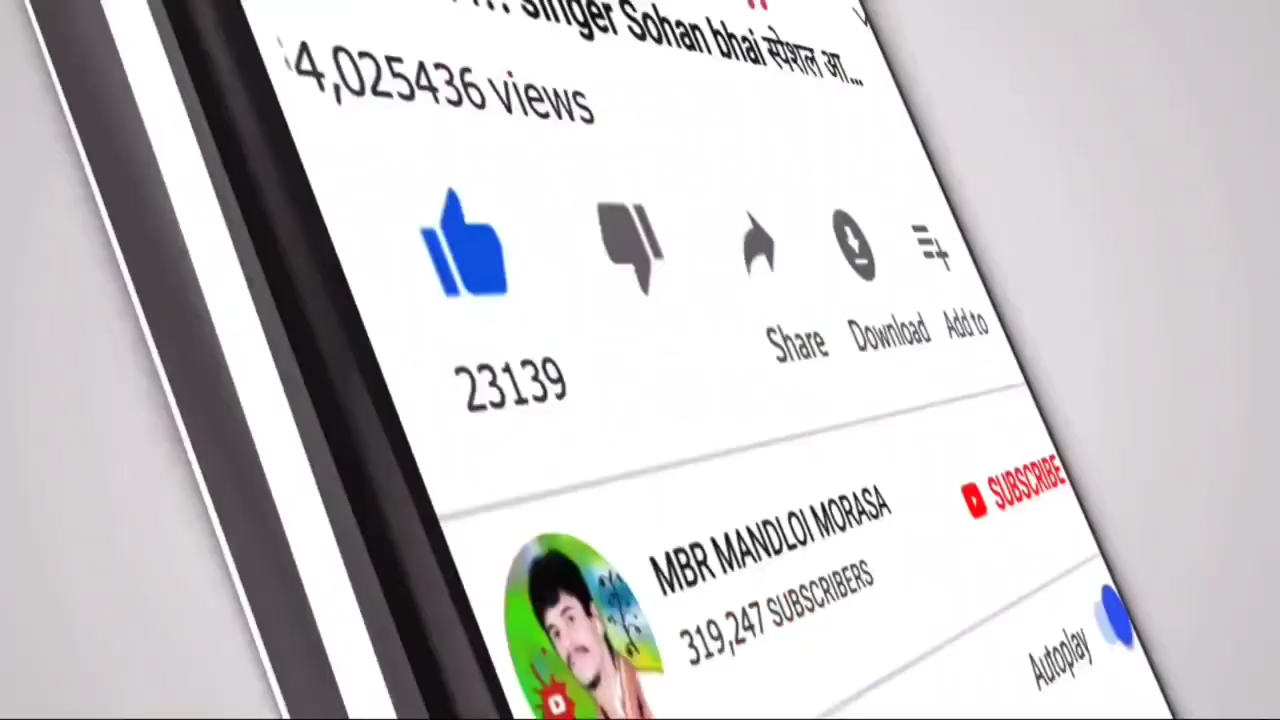 Singer Sohan bhai स्पेशल आ...
4,025436 views
23139
Share Download Add to
MBR MANDLOI MORASA
319,247 SUBSCRIBERS
SUBSCRIBE
Autoplay